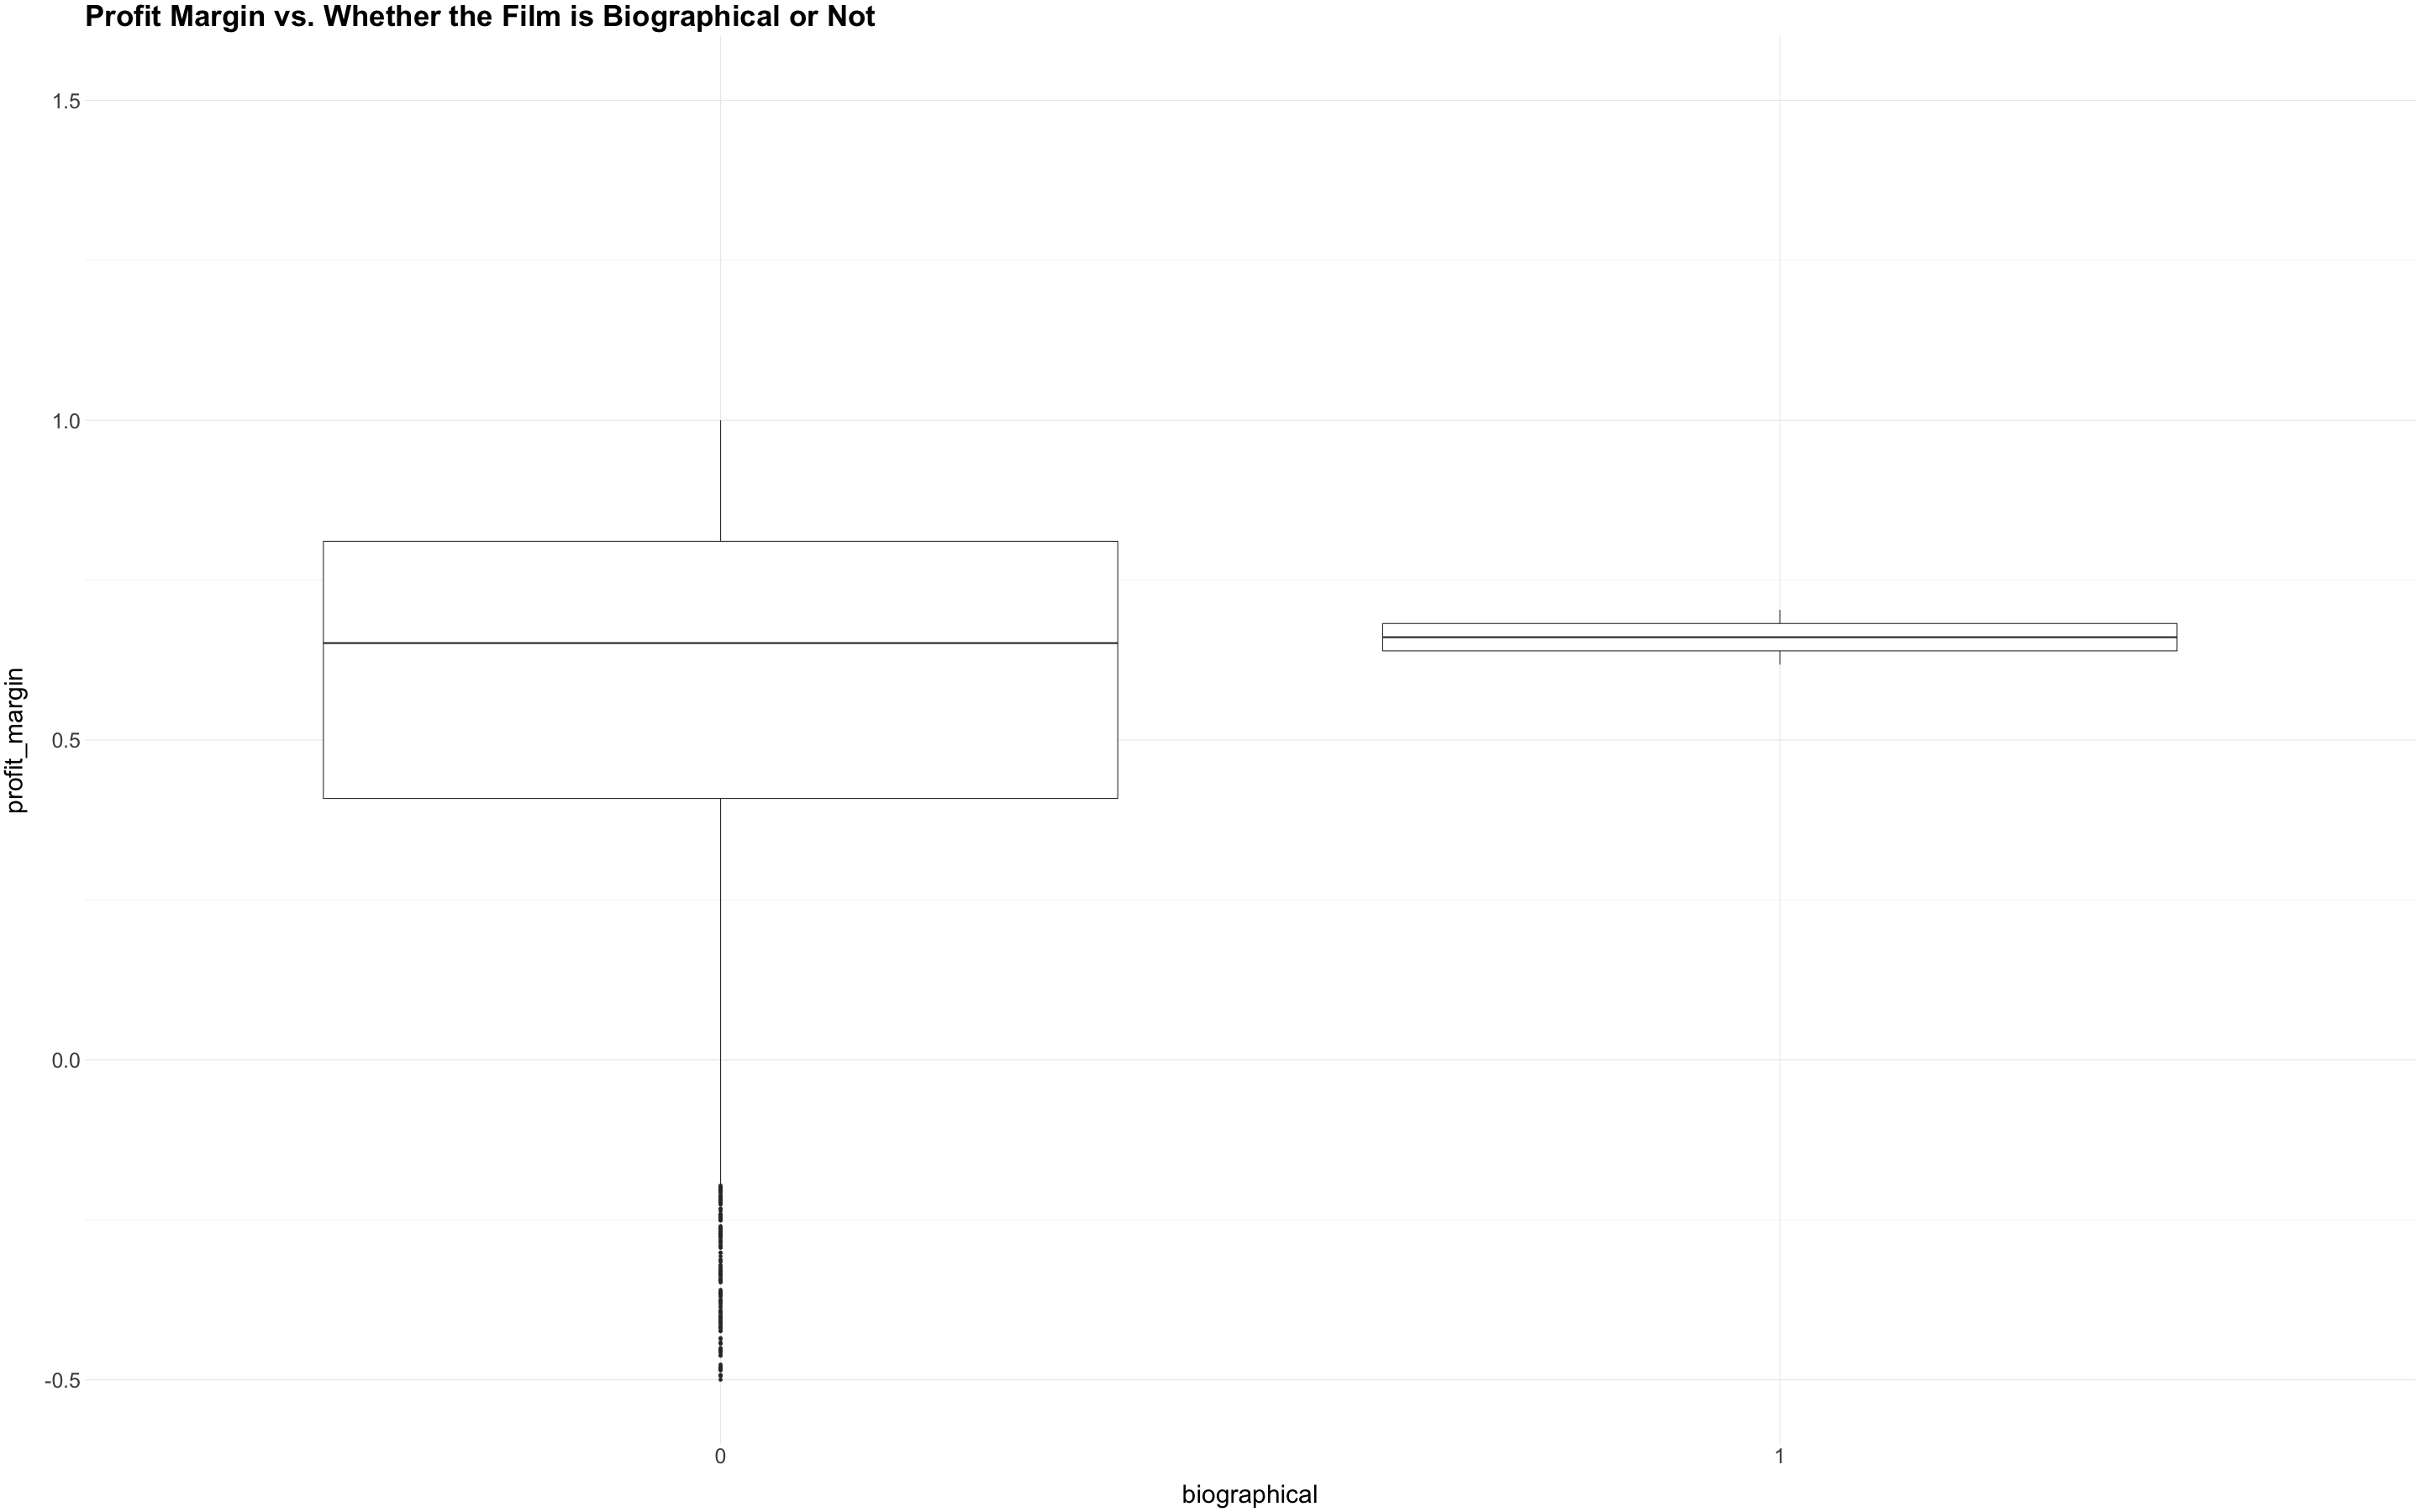 Profit Margin vs. Whether the Film is Biographical or Not
1.5
1.0
0.5
0.0
-0.5
profit_margin
0
1
biographical